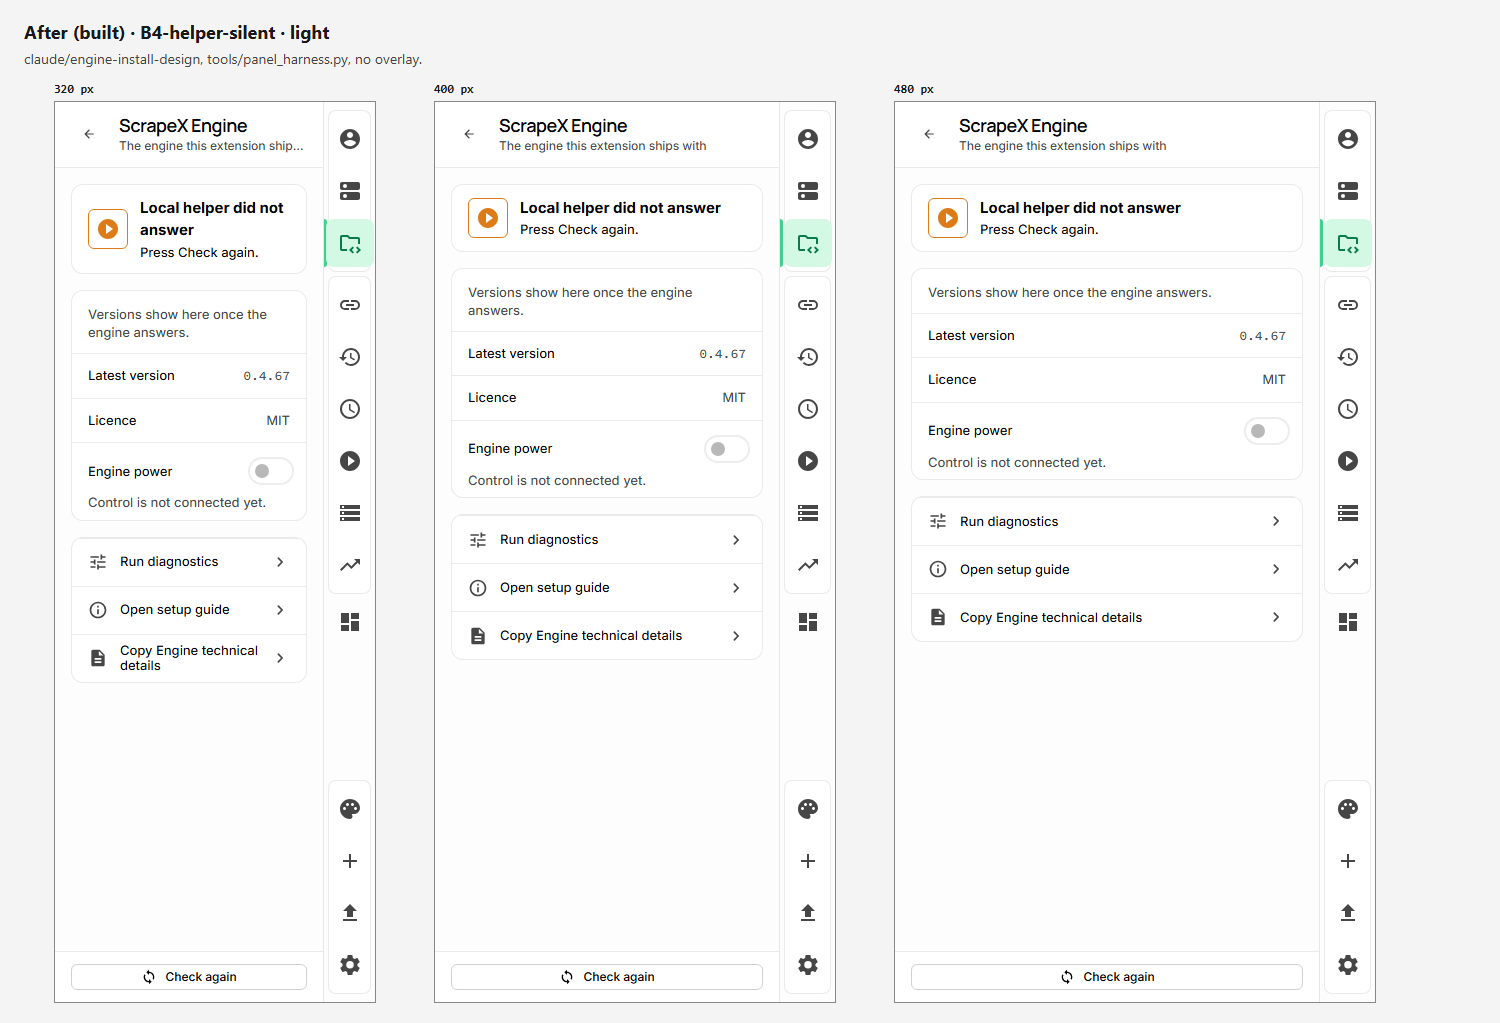 After (built) · B4-helper-silent · light
claude/engine-install-design, tools/panel_harness.py, no overlay.
320 px
ScrapeX Engine
The engine this extension ship...
Local helper did not
answer
Press Check again.
Versions show here once the
engine answers.
Latest version 0.4.67
Licence MIT
Engine power
Control is not connected yet.
Run diagnostics
Open setup guide
Copy Engine technical
details
Check again
400 px
ScrapeX Engine
The engine this extension ships with
Local helper did not answer
Press Check again.
Versions show here once the engine
answers.
Latest version 0.4.67
Licence MIT
Engine power
Control is not connected yet.
Run diagnostics
Open setup guide
Copy Engine technical details
Check again
480 px
ScrapeX Engine
The engine this extension ships with
Local helper did not answer
Press Check again.
Versions show here once the engine answers.
Latest version 0.4.67
Licence MIT
Engine power
Control is not connected yet.
Run diagnostics
Open setup guide
Copy Engine technical details
Check again